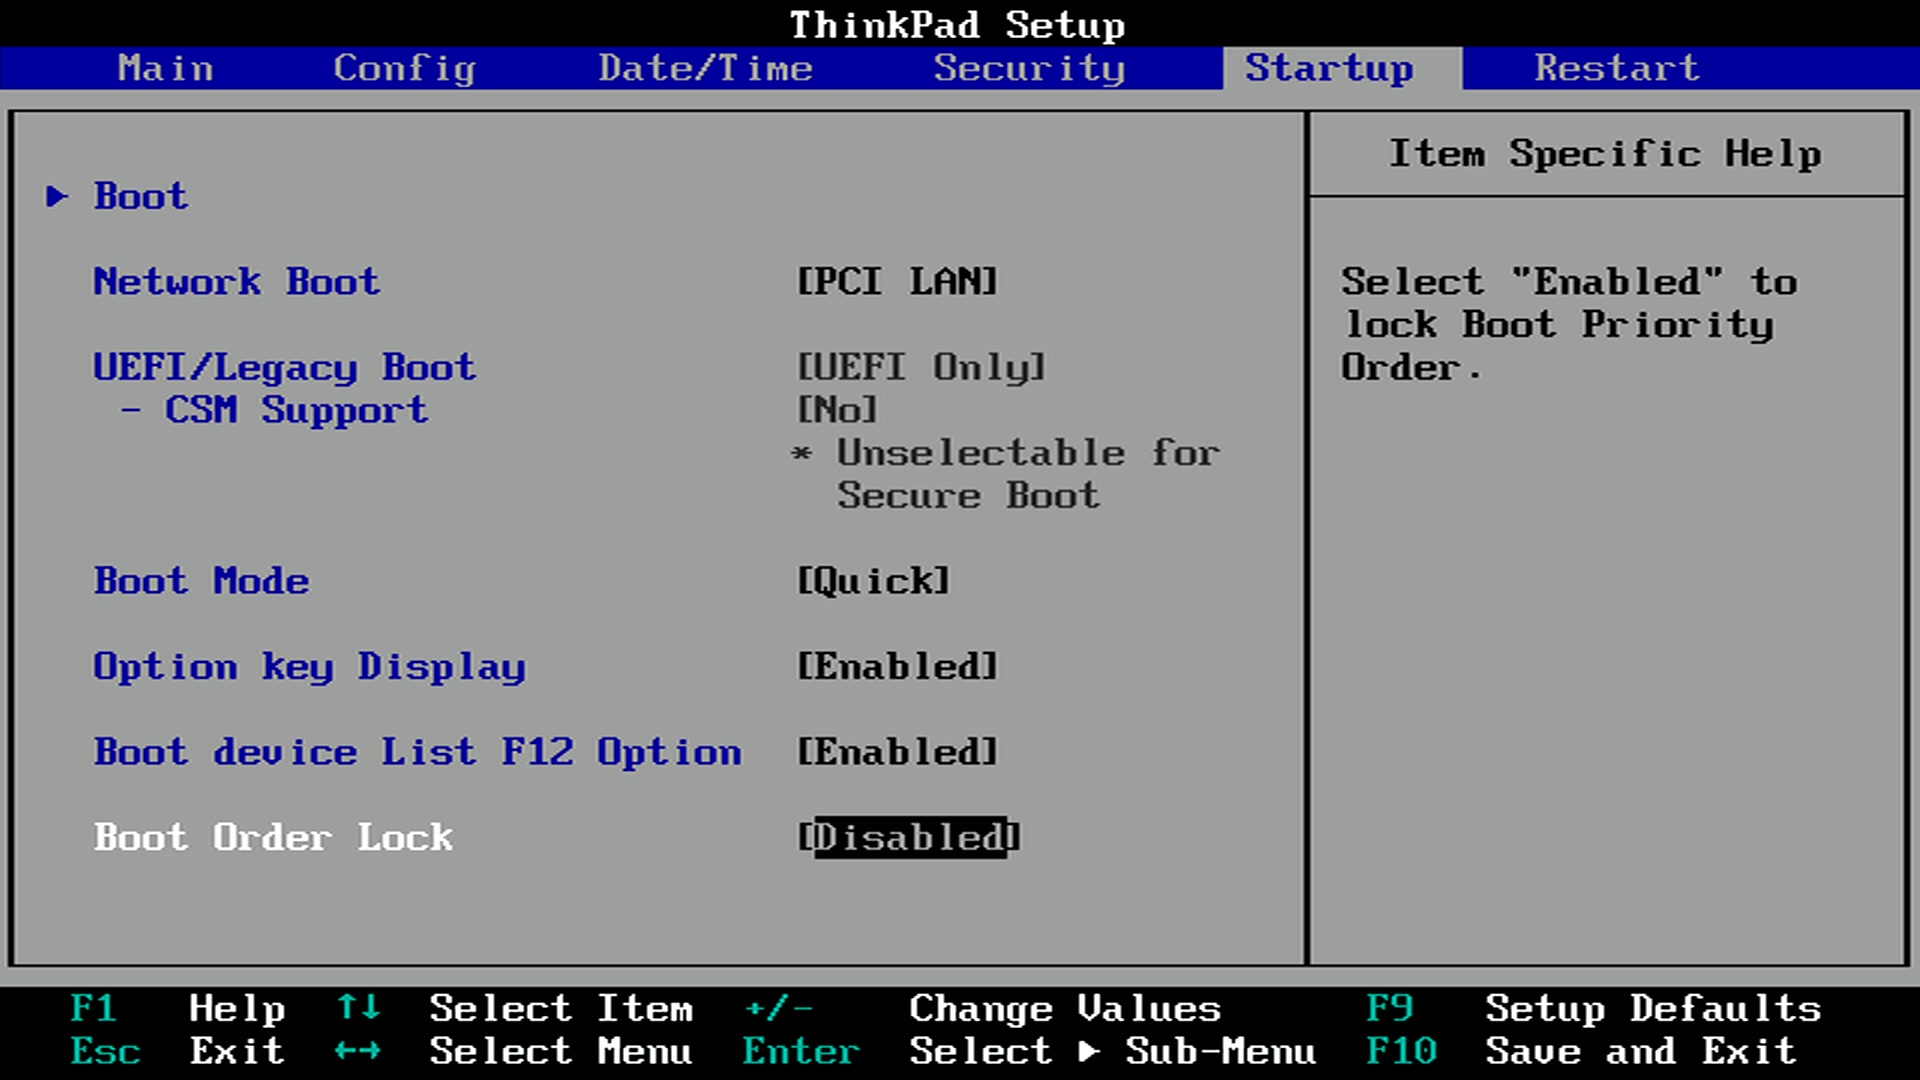 ThinkPad Setup
Main Config Date/Time Security Startup Restart
Item Specific Help
Boot
Network Boot [PCI LAN]
UEFI/Legacy Boot [UEFI Only]
- CSM Support [No]
* Unselectable for
Secure Boot
Boot Mode [Quick]
Option key Display [Enabled]
Boot device List F12 Option [Enabled]
Boot Order Lock [Disabled]
Select "Enabled" to
lock Boot Priority
Order.
F1 Help ↑↓ Select Item +/- Change Values F9 Setup Defaults
Esc Exit ←→ Select Menu Enter Select ▶ Sub-Menu F10 Save and Exit